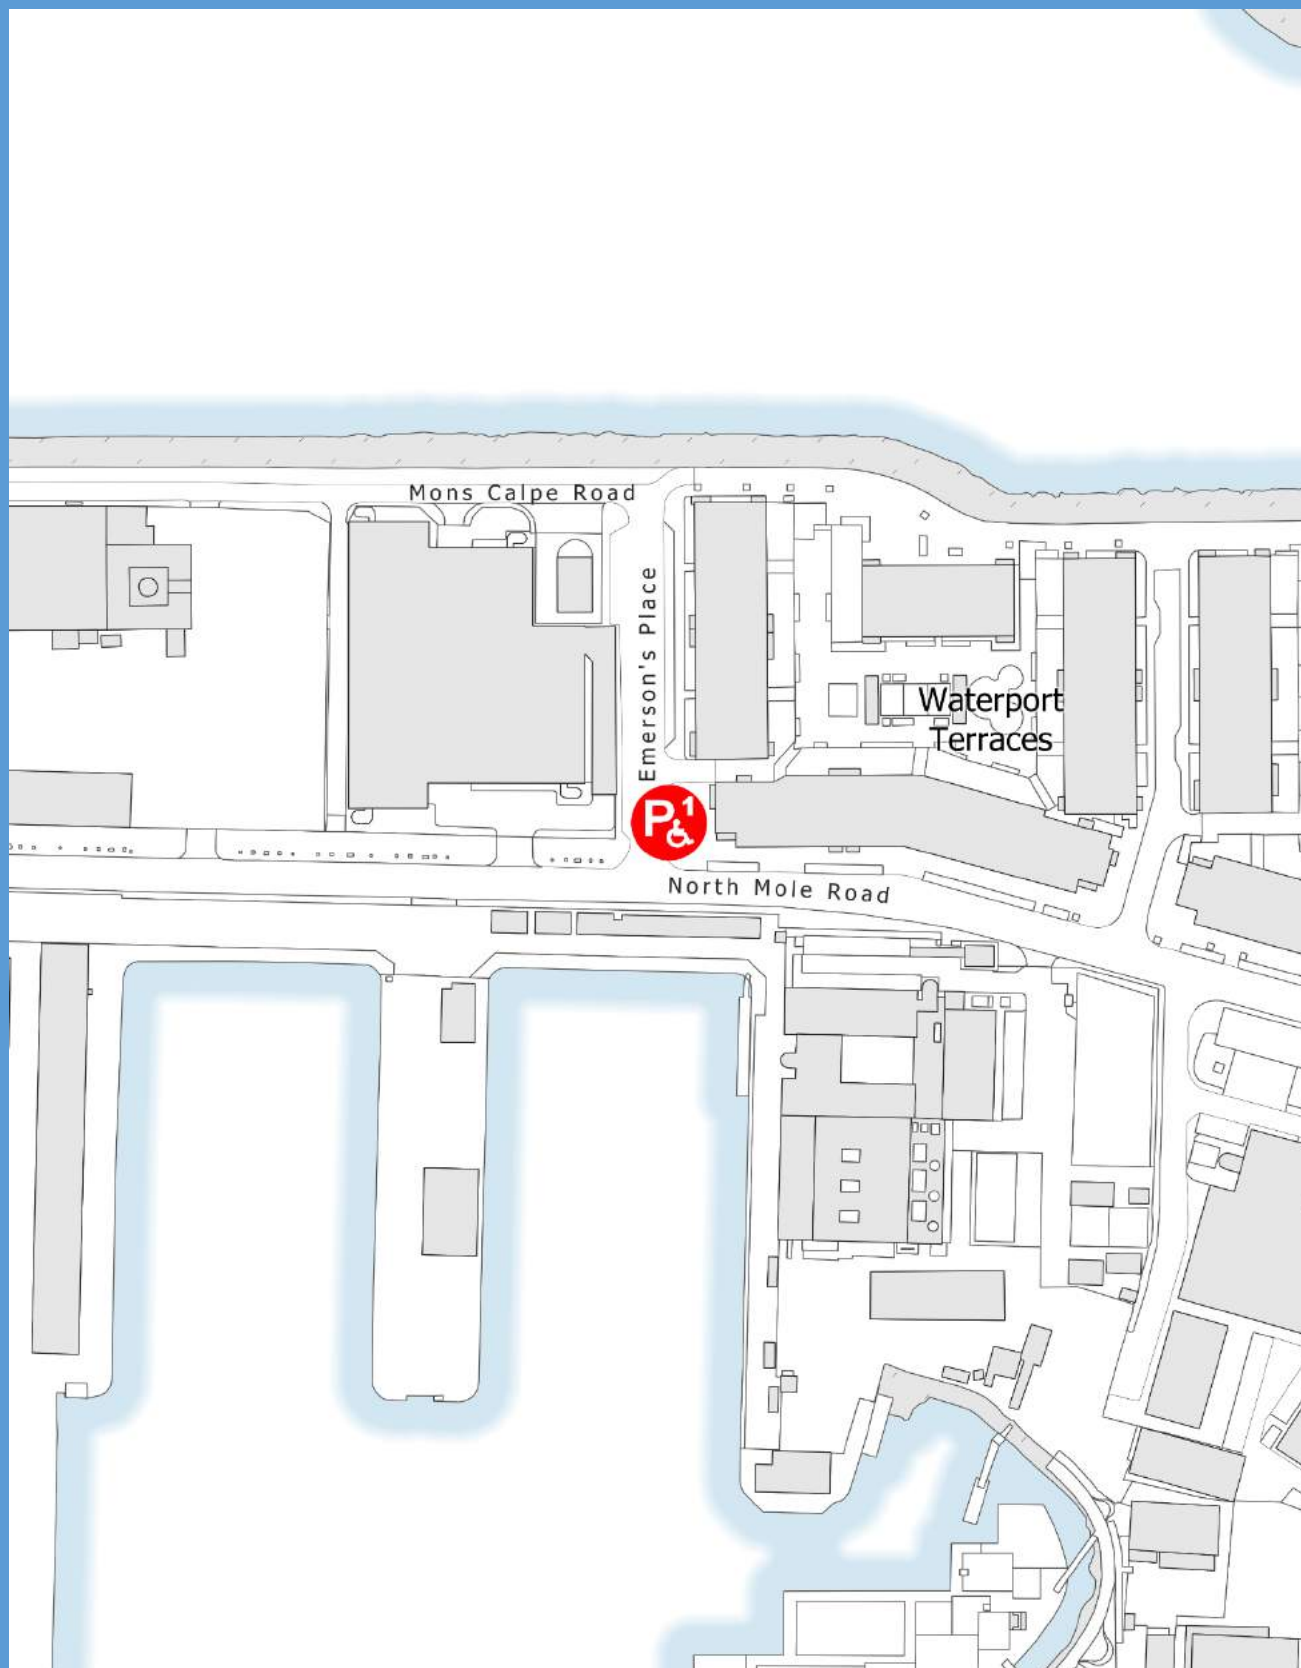 Mons Calpe Road
Emerson's Place
Waterport
Terraces
P 1
North Mole Road